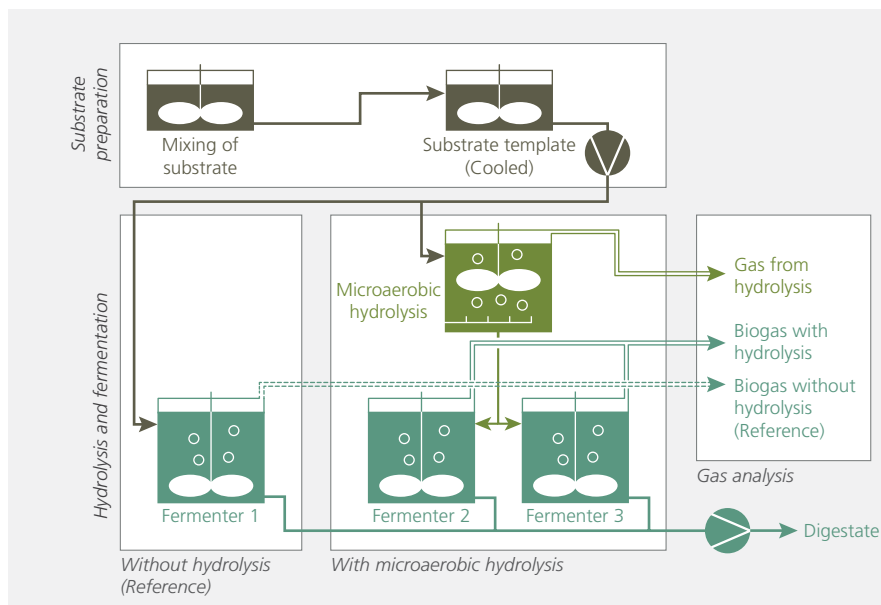 Substrate
preparation
Mixing of
substrate
Substrate template
(Cooled)
Hydrolysis and fermentation
Microaerobic
hydrolysis
Gas from
hydrolysis
Biogas with
hydrolysis
Biogas without
hydrolysis
(Reference)
Gas analysis
Fermenter 1
Fermenter 2
Fermenter 3
Digestate
Without hydrolysis
(Reference)
With microaerobic hydrolysis